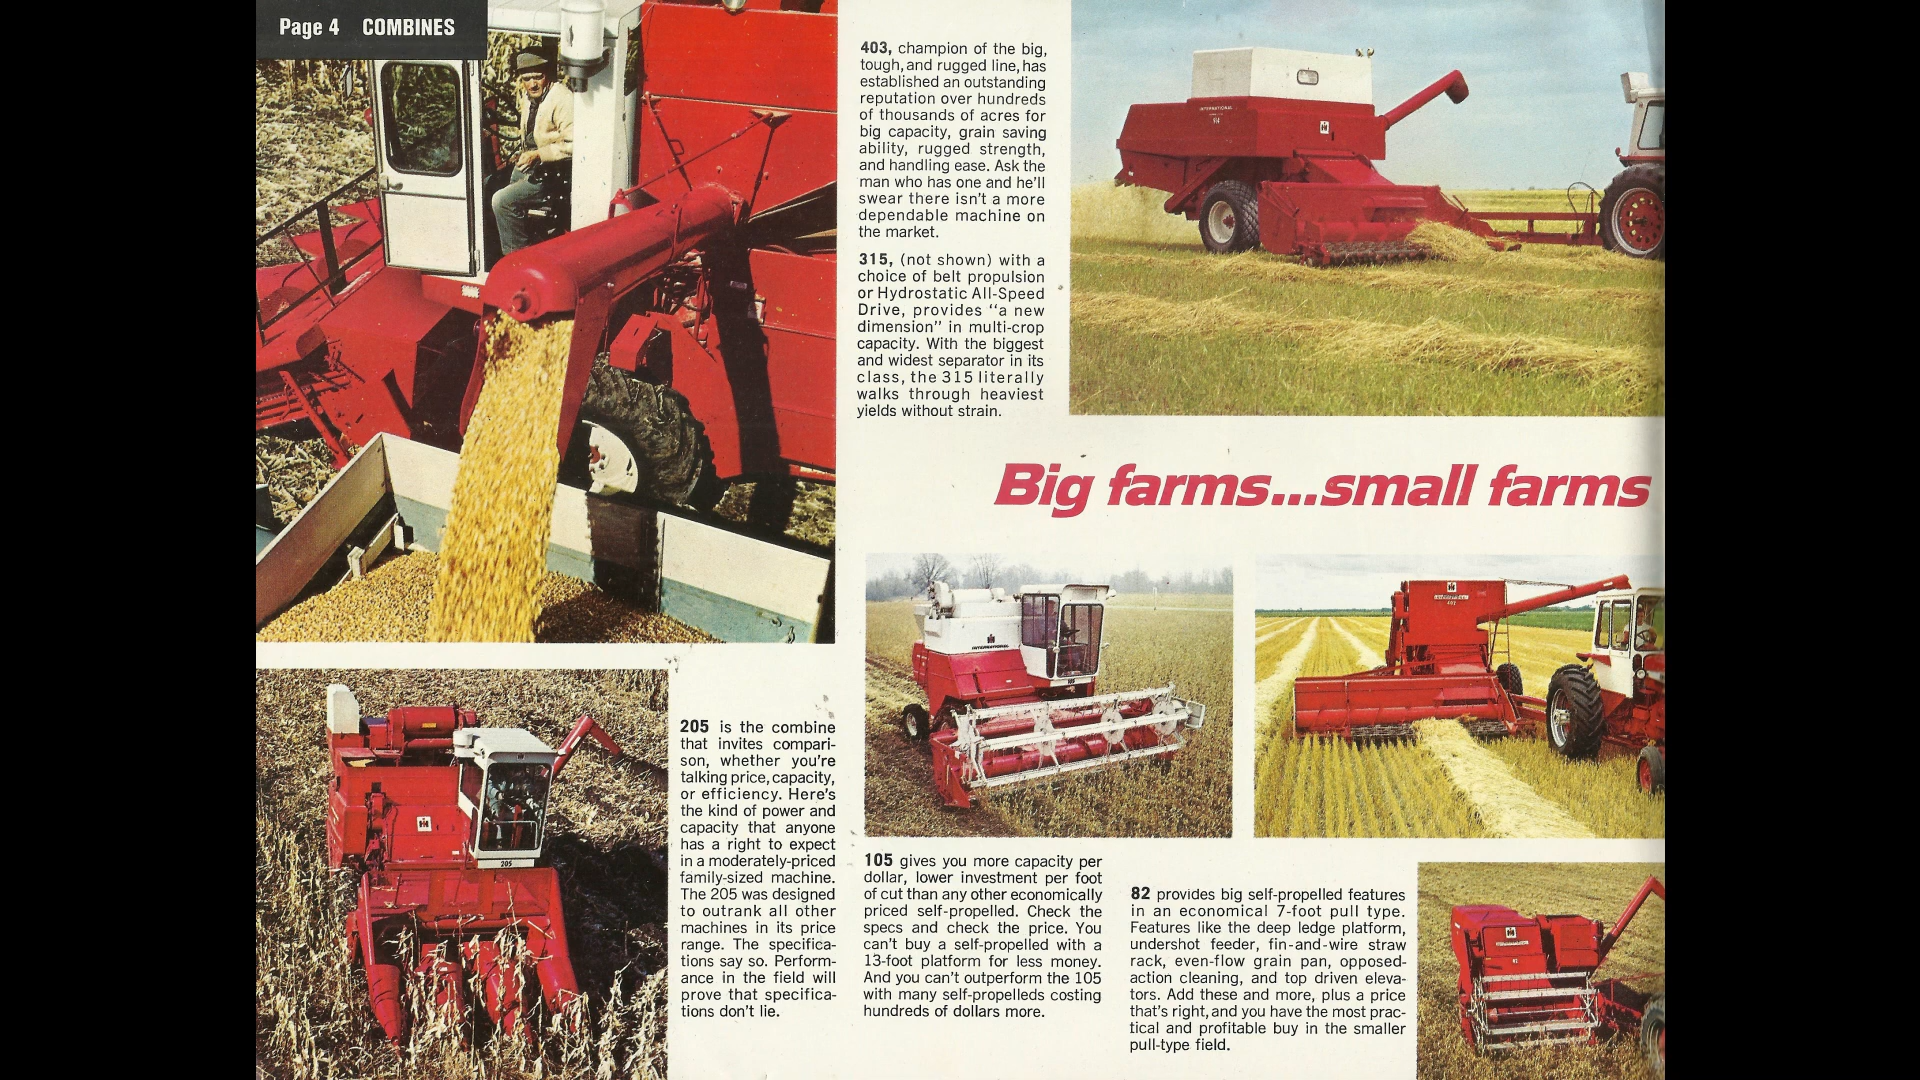 Page 4 COMBINES
403, champion of the big,
tough, and rugged line, has
established an outstanding
reputation over hundreds
of thousands of acres for
big capacity, grain saving
ability, rugged strength,
and handling ease. Ask the
man who has one and he'll
swear there isn't a more
dependable machine on
the market.
315, (not shown) with a
choice of belt propulsion
or Hydrostatic All-Speed
Drive, provides "a new
dimension" in multi-crop
capacity. With the biggest
and widest separator in its
class, the 315 literally
walks through heaviest
yields without strain.
INTERNATIONAL
Big farms...small farms
INTERNATIONAL
105
INTERNATIONAL
402
205
205 is the combine
that invites compari-
son, whether you're
talking price, capacity,
or efficiency. Here's
the kind of power and
capacity that anyone
has a right to expect
in a moderately-priced
family-sized machine.
The 205 was designed
to outrank all other
machines in its price
range. The specifica-
tions say so. Perform-
ance in the field will
prove that specifica-
tions don't lie.
105 gives you more capacity per
dollar, lower investment per foot
of cut than any other economically
priced self-propelled. Check the
specs and check the price. You
can't buy a self-propelled with a
13-foot platform for less money.
And you can't outperform the 105
with many self-propelleds costing
hundreds of dollars more.
82 provides big self-propelled features
in an economical 7-foot pull type.
Features like the deep ledge platform,
undershot feeder, fin-and-wire straw
rack, even-flow grain pan, opposed-
action cleaning, and top driven eleva-
tors. Add these and more, plus a price
that's right, and you have the most prac-
tical and profitable buy in the smaller
pull-type field.